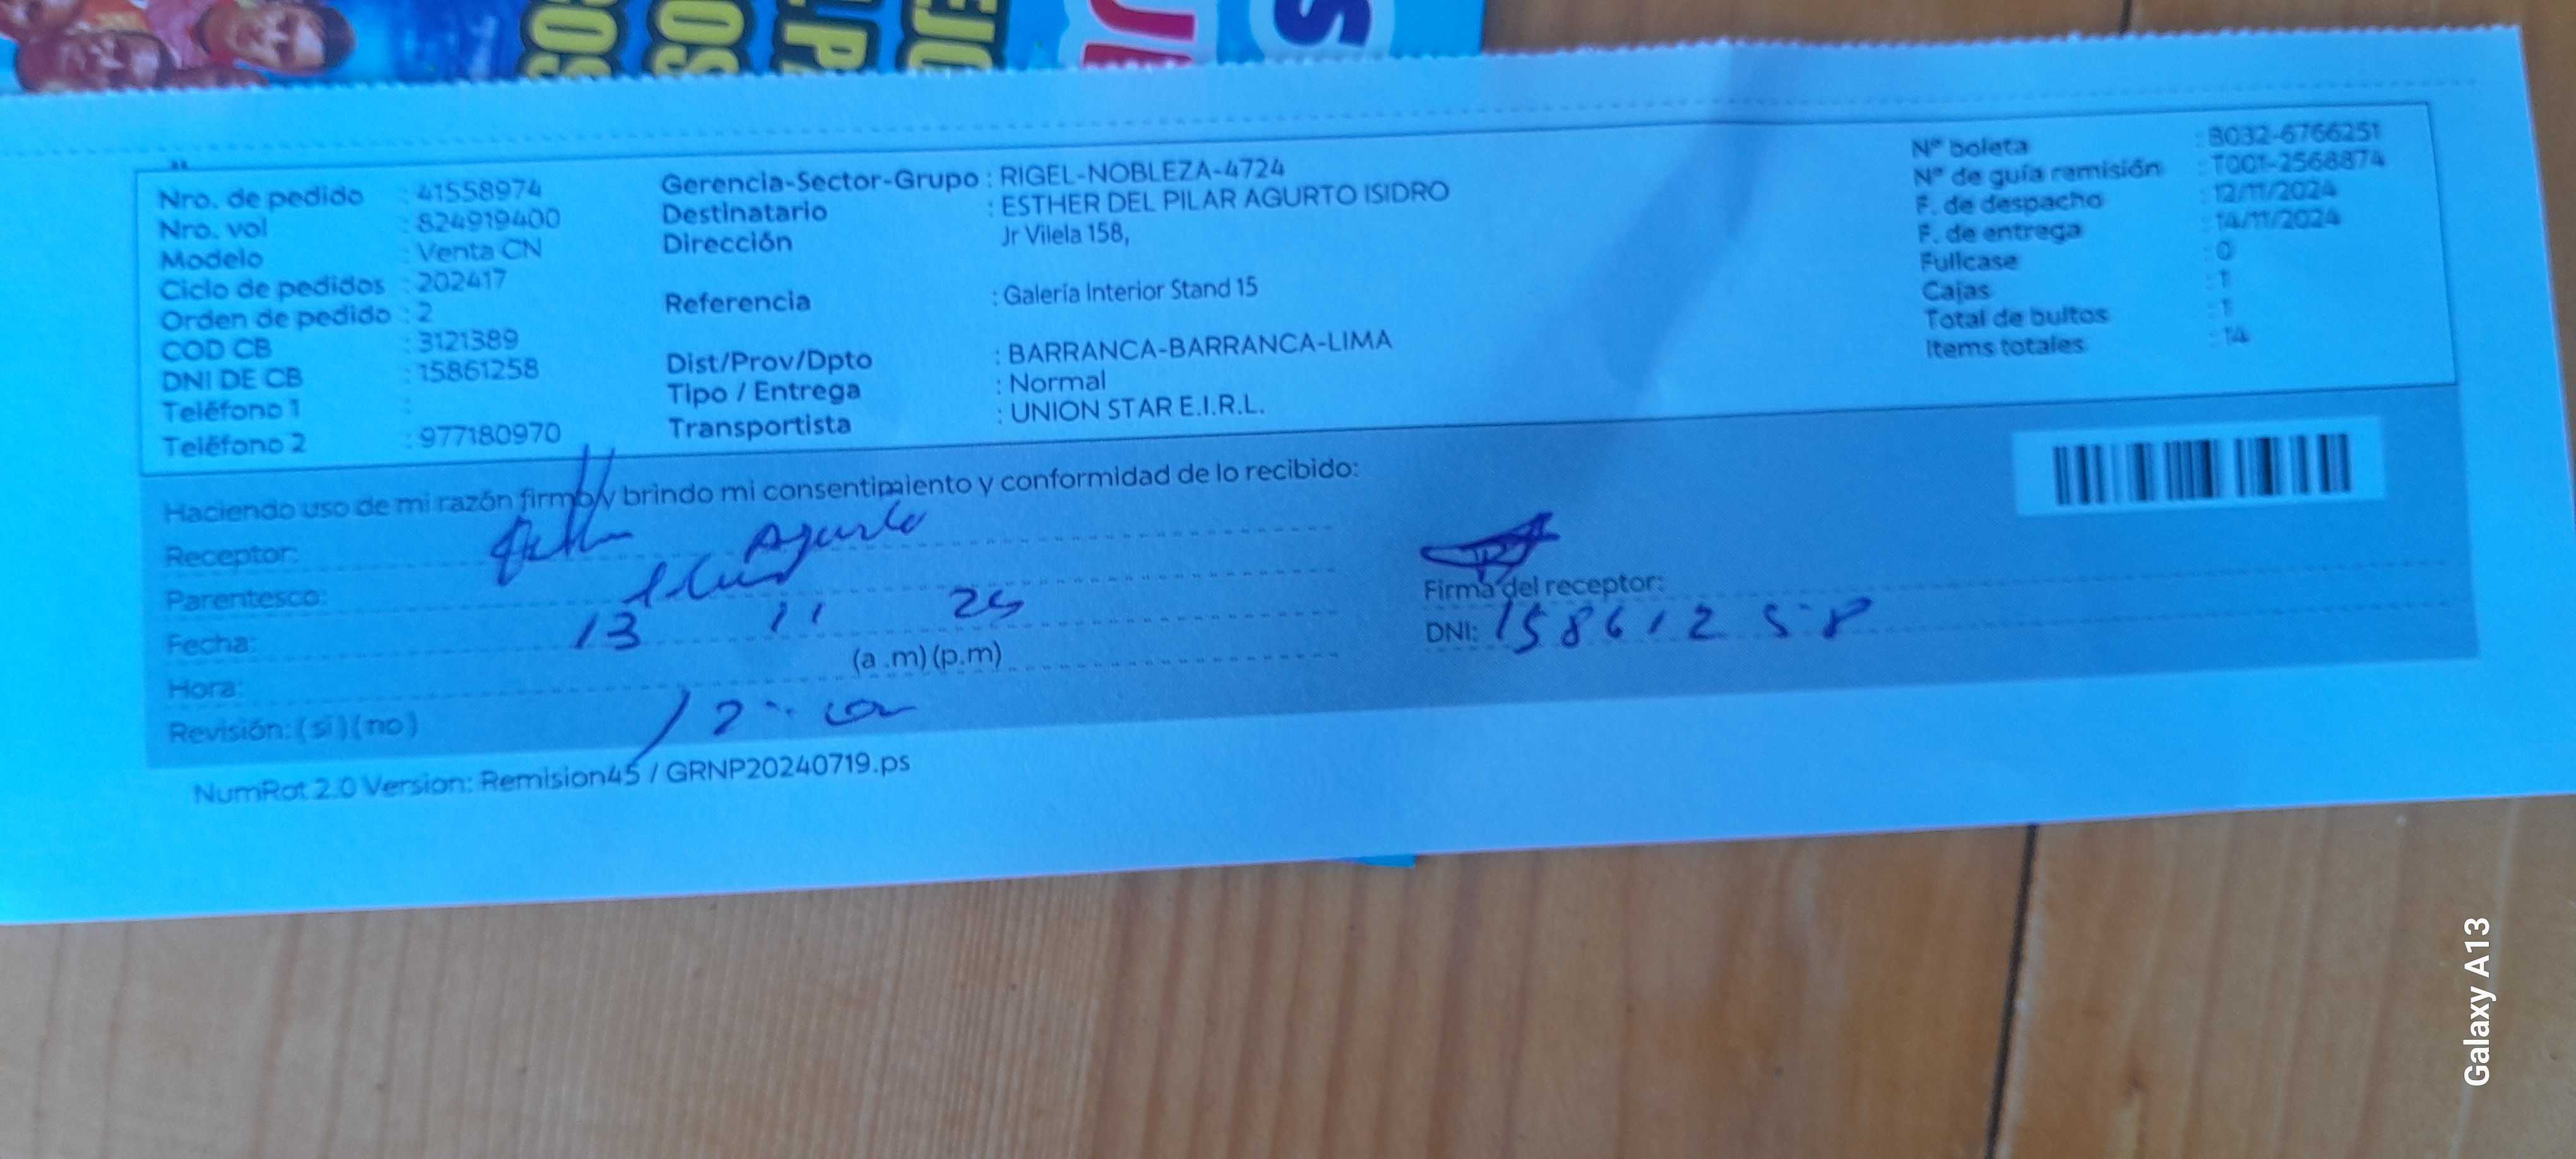 Nro. de pedido : 41558974
Nro. vol : 824919400
Modelo : Venta CN
Ciclo de pedidos : 202417
Orden de pedido : 2
COD CB : 3121389
DNI DE CB : 15861258
Teléfono 1 :
Teléfono 2 : 977180970
Gerencia-Sector-Grupo : RIGEL-NOBLEZA-4724
Destinatario : ESTHER DEL PILAR AGURTO ISIDRO
Dirección Jr Vilela 158,
Referencia : Galería Interior Stand 15
Dist/Prov/Dpto : BARRANCA-BARRANCA-LIMA
Tipo / Entrega : Normal
Transportista : UNION STAR E.I.R.L.
N° boleta : B032-6766251
N° de guía remisión : T001-2568874
F. de despacho : 12/11/2024
F. de entrega : 14/11/2024
Fullcase : 0
Cajas : 1
Total de bultos : 1
Items totales : 14
Haciendo uso de mi razón firmo y brindo mi consentimiento y conformidad de lo recibido:
Receptor: Agurto
Parentesco:
Fecha: 13 11
Hora: (a .m) (p.m)
Revisión: (si) (no)
Firma del receptor:
DNI: 15861258
NumRot 2.0 Version: Remision45 / GRNP20240719.ps
Galaxy A13